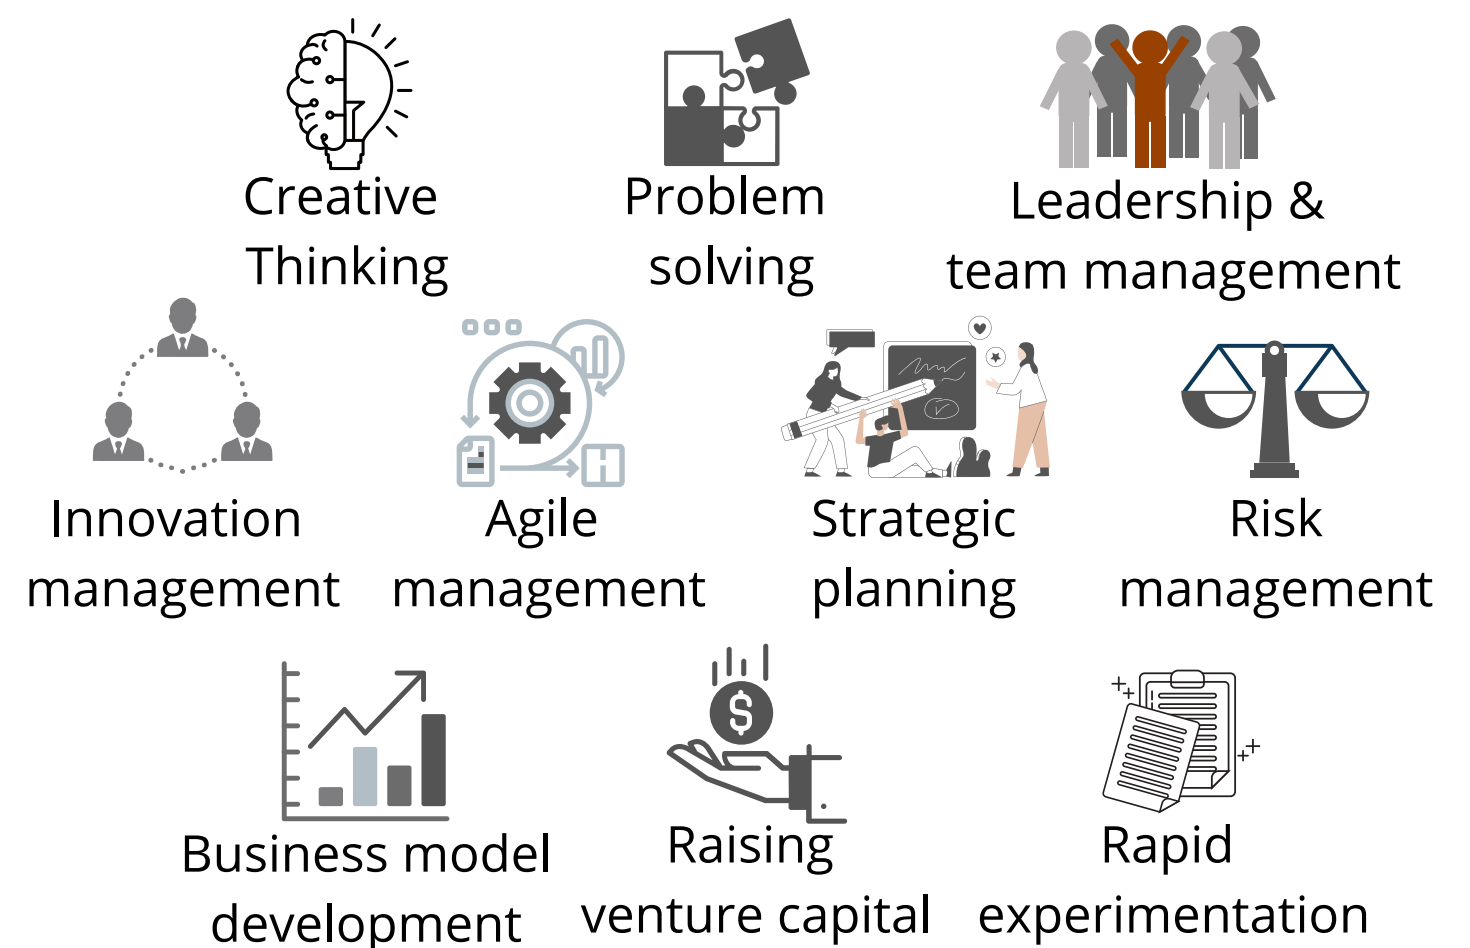 Creative
Thinking
Problem
solving
Leadership &
team management
Innovation
management
Agile
management
Strategic
planning
Risk
management
Business model
development
Raising
venture capital
Rapid
experimentation